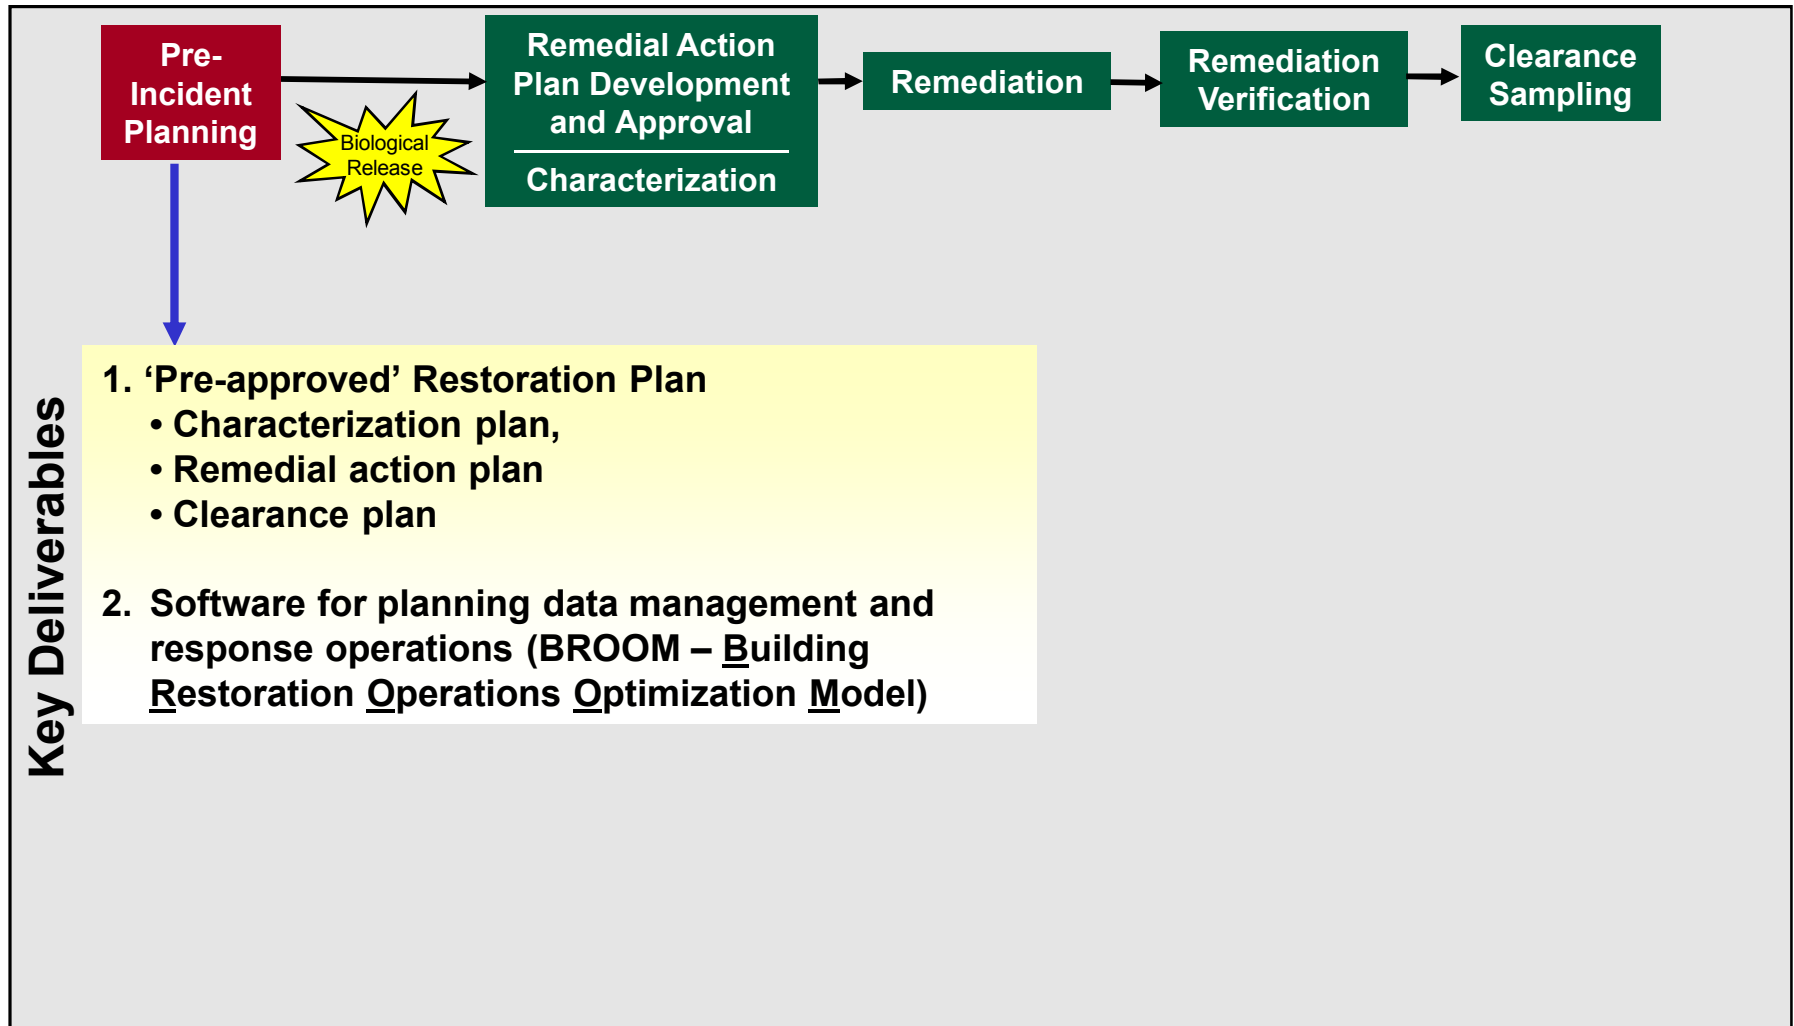 Pre-
Incident
Planning
Biological
Release
Remedial Action
Plan Development
and Approval
Characterization
Remediation
Remediation
Verification
Clearance
Sampling
Key Deliverables
1. ‘Pre-approved’ Restoration Plan
• Characterization plan,
• Remedial action plan
• Clearance plan
2. Software for planning data management and
response operations (BROOM – Building
Restoration Operations Optimization Model)